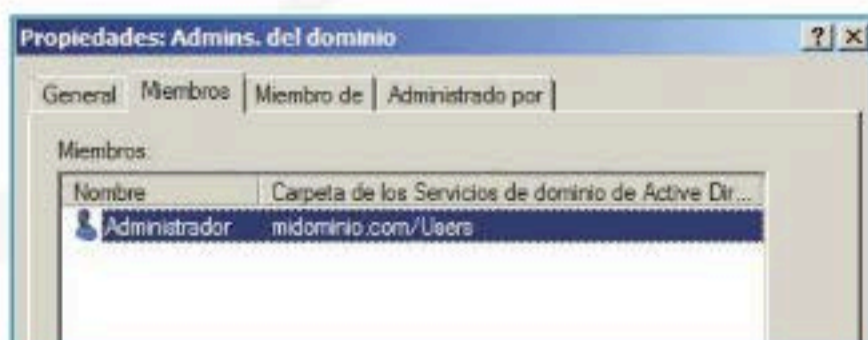 Propiedades: Admins. del dominio ? ×
General Miembros Miembro de Administrado por
Miembros:
Nombre Carpeta de los Servicios de dominio de Active Dir...
Administrador midominio.com/Users